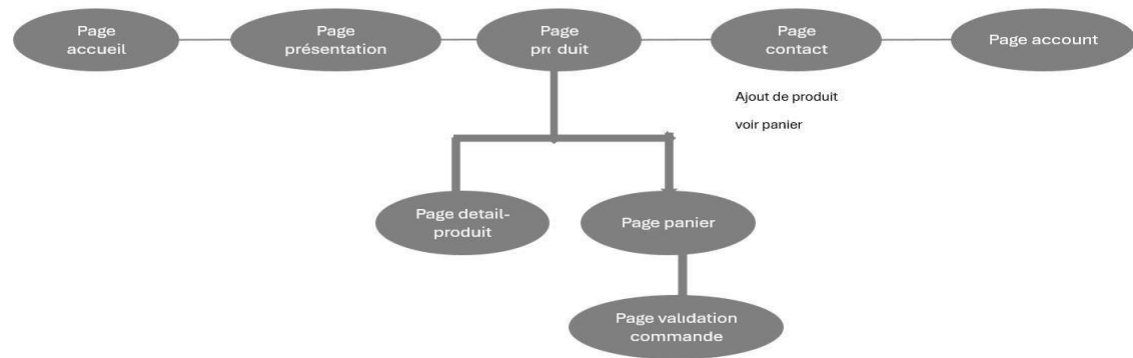 Page
accueil
Page
présentation
Page
produit
Page
contact
Page account
Ajout de produit
voir panier
Page detail-
produit
Page panier
Page validation
commande